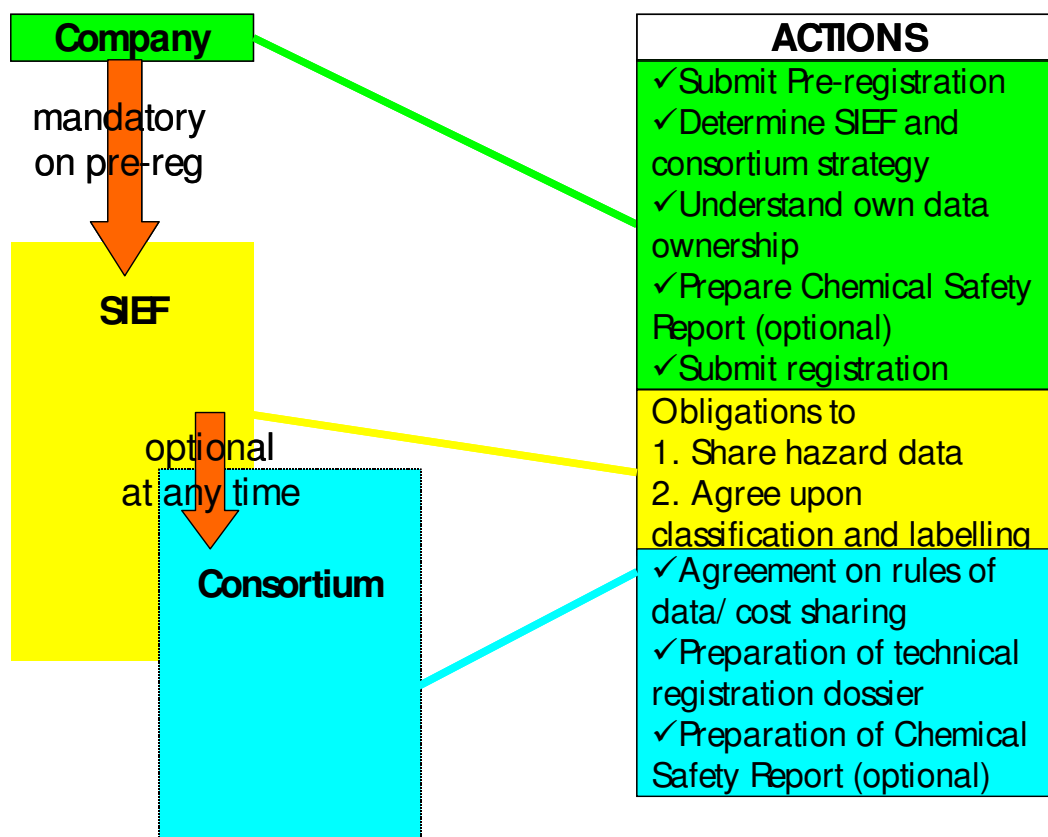 Company
mandatory
on pre-reg
SIEF
optional
at any time
Consortium
ACTIONS
✓Submit Pre-registration
✓Determine SIEF and
consortium strategy
✓Understand own data
ownership
✓Prepare Chemical Safety
Report (optional)
✓Submit registration
Obligations to
1. Share hazard data
2. Agree upon
classification and labelling
✓Agreement on rules of
data/ cost sharing
✓Preparation of technical
registration dossier
✓Preparation of Chemical
Safety Report (optional)